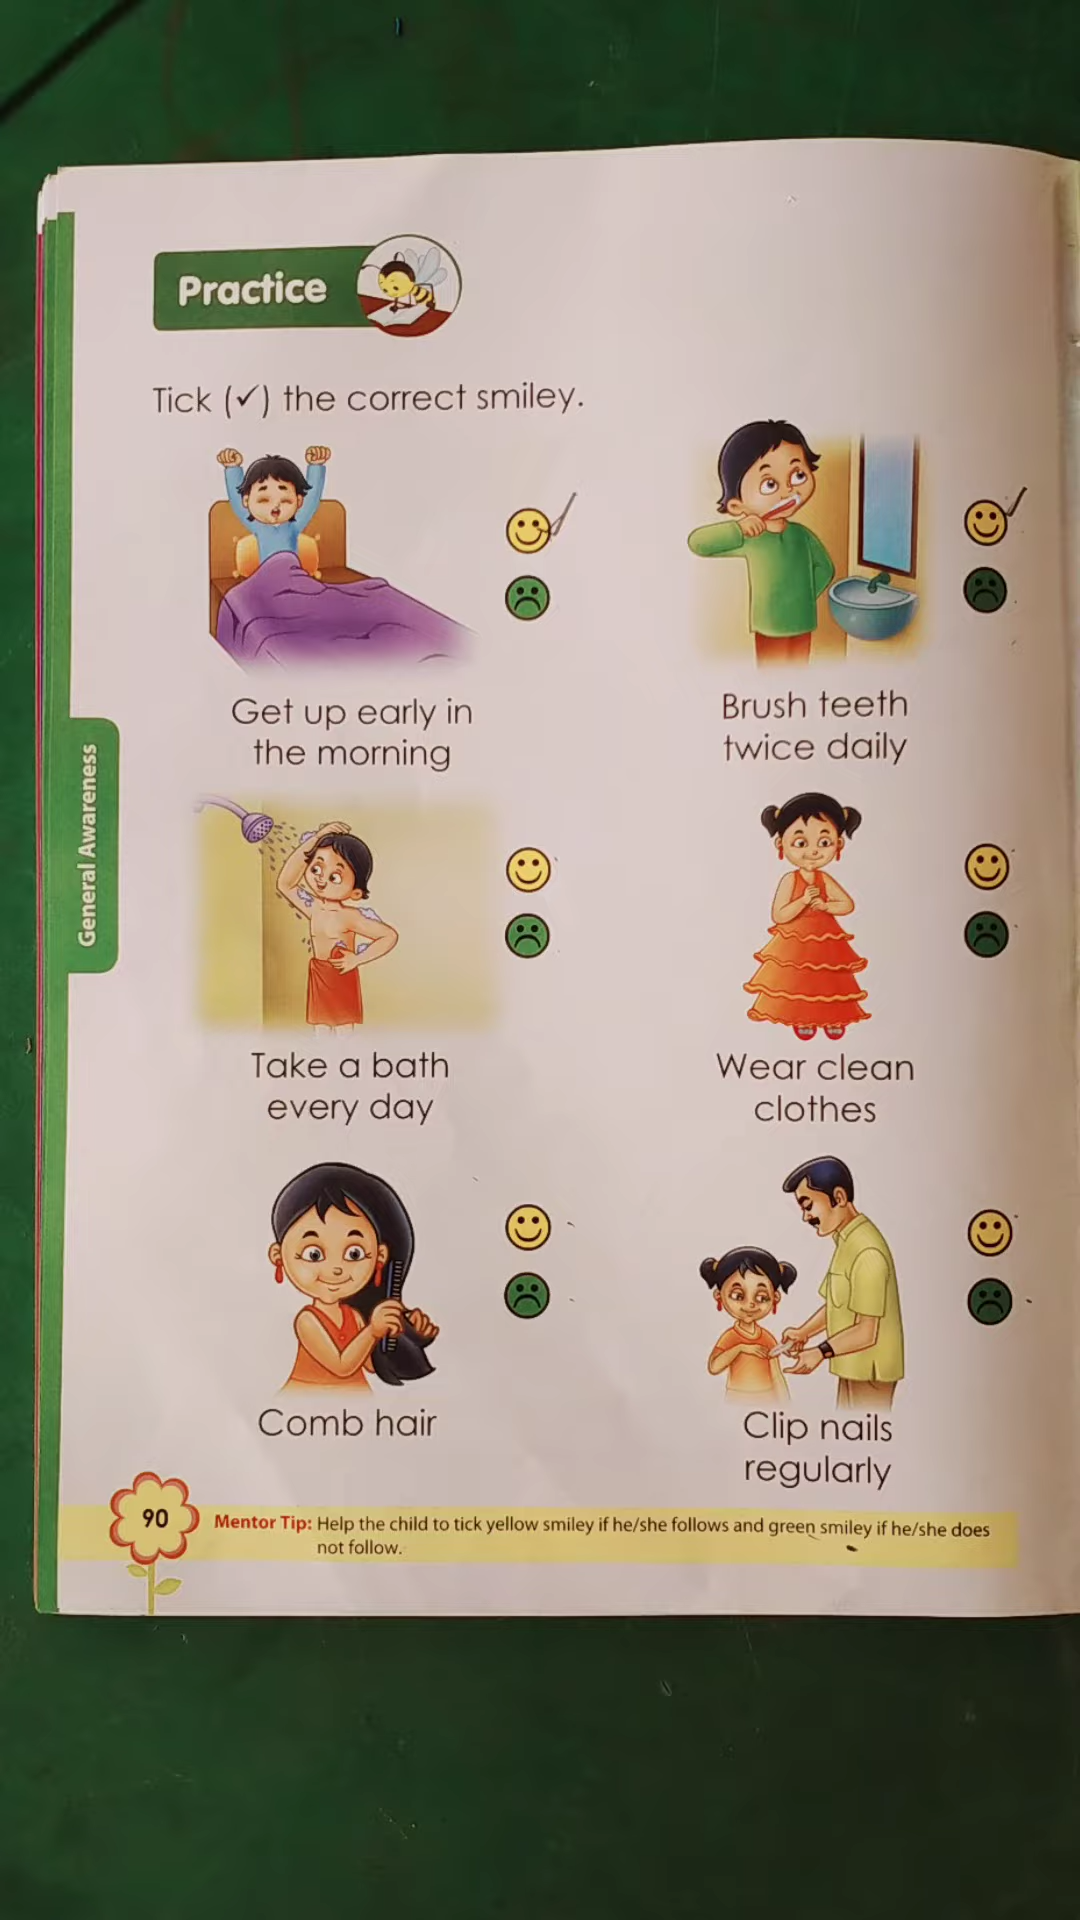 Practice
Tick (✓) the correct smiley.
Get up early in
the morning
Brush teeth
twice daily
General Awareness
Take a bath
every day
Wear clean
clothes
Comb hair
Clip nails
regularly
90
Mentor Tip: Help the child to tick yellow smiley if he/she follows and green smiley if he/she does
not follow.